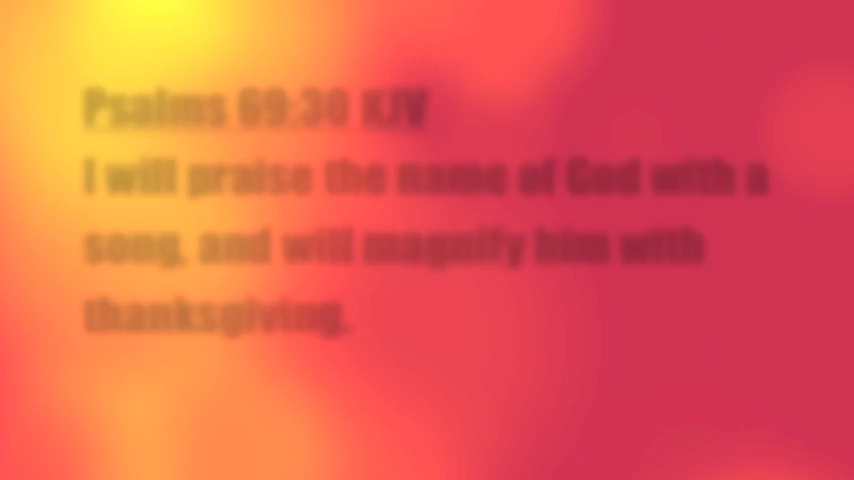 Psalms 69:30 KJV
I will praise the name of God with a
song, and will magnify him with
thanksgiving.